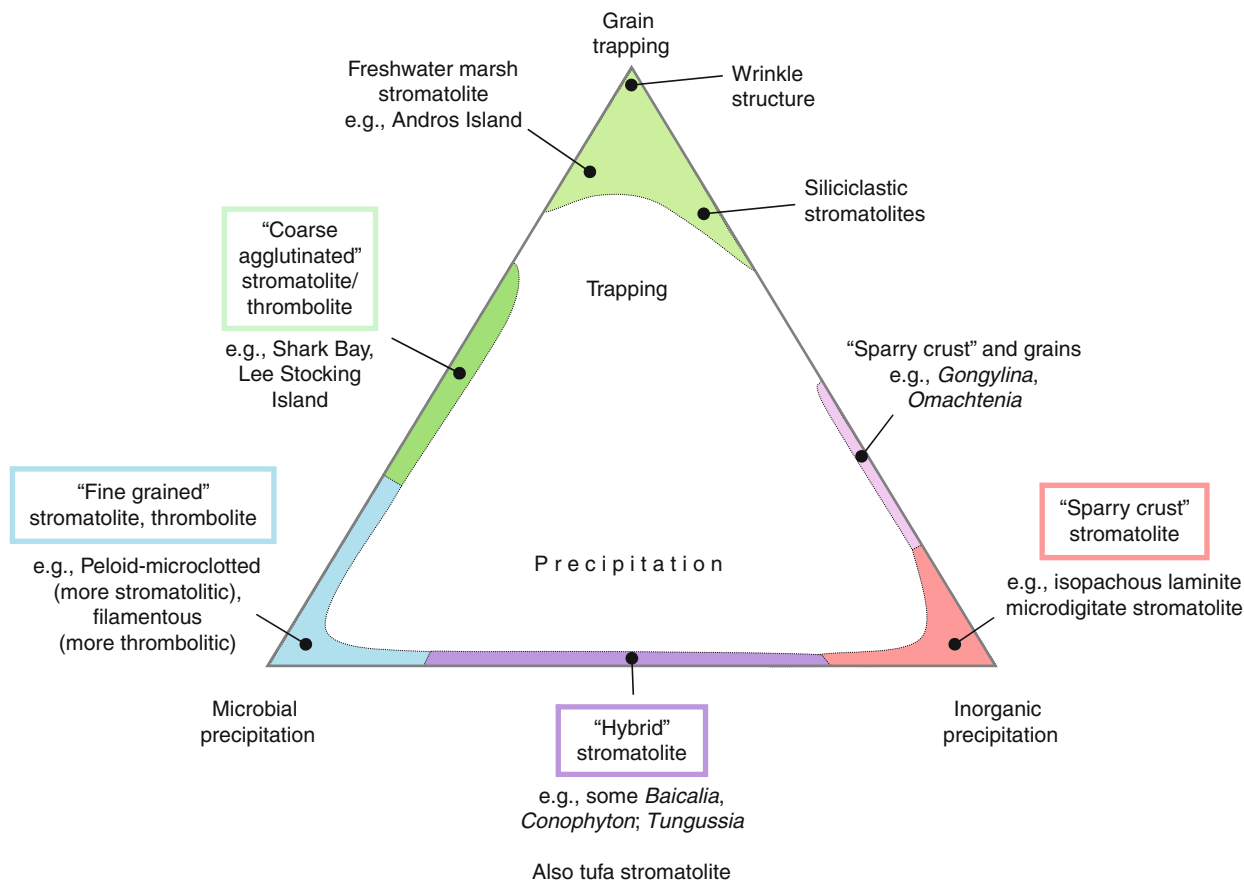 Grain
trapping
Freshwater marsh
stromatolite
e.g., Andros Island
Wrinkle
structure
Siliciclastic
stromatolites
“Coarse
agglutinated”
stromatolite/
thrombolite
e.g., Shark Bay,
Lee Stocking
Island
Trapping
“Sparry crust” and grains
e.g., Gongylina,
Omachtenia
“Fine grained”
stromatolite, thrombolite
e.g., Peloid-microclotted
(more stromatolitic),
filamentous
(more thrombolitic)
Precipitation
“Sparry crust”
stromatolite
e.g., isopachous laminite
microdigitate stromatolite
Microbial
precipitation
“Hybrid”
stromatolite
e.g., some Baicalia,
Conophyton; Tungussia
Also tufa stromatolite
Inorganic
precipitation